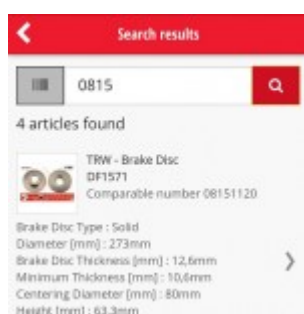 Search results
0815
4 articles found
TRW - Brake Disc
DF1571
Comparable number 08151120
Brake Disc Type : Solid
Diameter [mm] : 273mm
Brake Disc Thickness [mm] : 12,6mm
Minimum Thickness [mm] : 10,6mm
Centering Diameter [mm] : 80mm
Height [mm] : 63,3mm